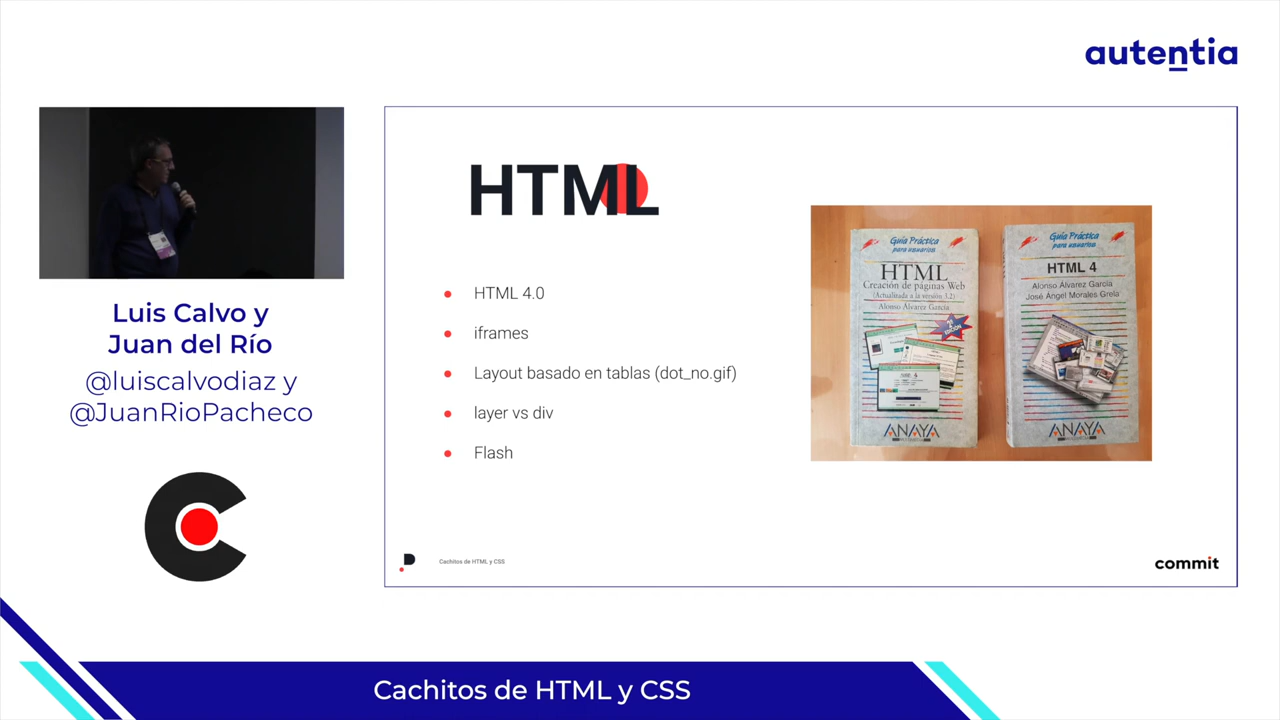 autentia
Luis Calvo y
Juan del Río
@luiscalvodiaz y
@JuanRioPacheco
HTML
HTML 4.0
iframes
Layout basado en tablas (dot_no.gif)
layer vs div
Flash
Guía Práctica
para usuarios
HTML
Creación de páginas Web
(Actualizada a la versión 3.2)
Alonso Álvarez García
2ª EDICIÓN
ANAYA
Guía Práctica
para usuarios
HTML 4
Alonso Álvarez García
José Ángel Morales Grela
ANAYA
Cachitos de HTML y CSS
commit
Cachitos de HTML y CSS